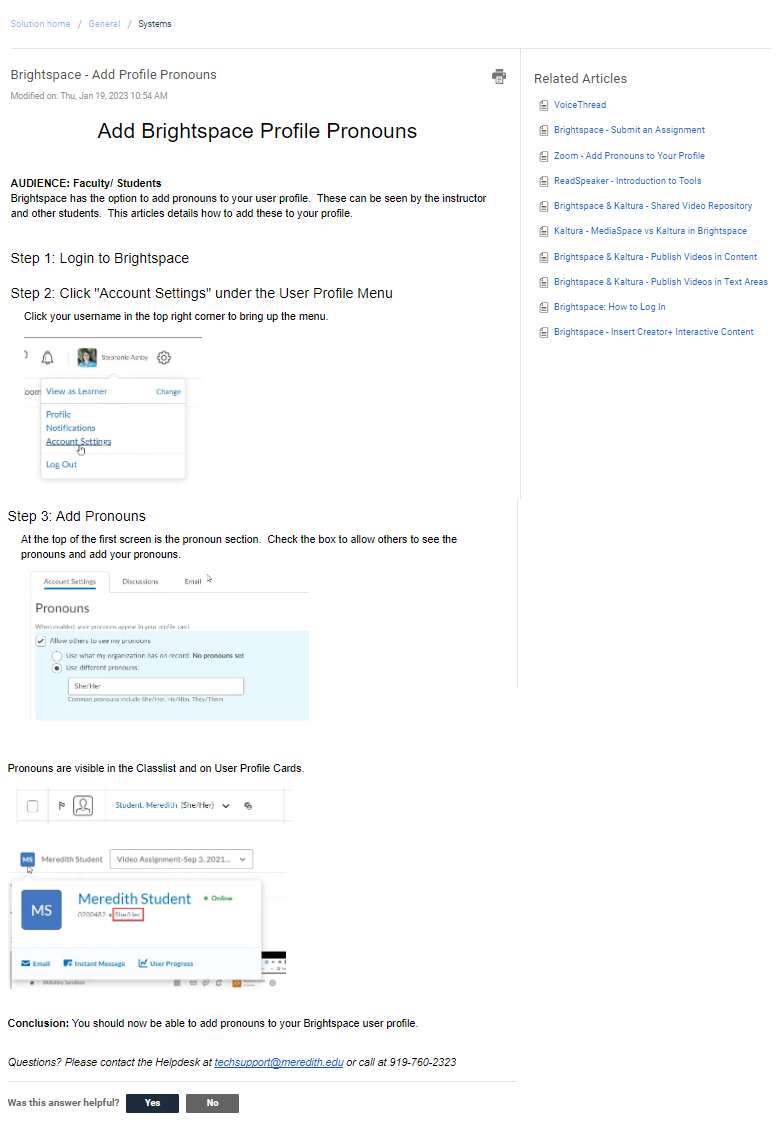 Solution home / General / Systems
Brightspace - Add Profile Pronouns
Modified on: Thu, Jan 19, 2023 10:54 AM
Add Brightspace Profile Pronouns
AUDIENCE: Faculty/ Students
Brightspace has the option to add pronouns to your user profile.  These can be seen by the instructor
and other students.  This articles details how to add these to your profile.
Step 1: Login to Brightspace
Step 2: Click "Account Settings" under the User Profile Menu
Click your username in the top right corner to bring up the menu.
Stephanie Ashby
oom
View as Learner Change
Profile
Notifications
Account Settings
Log Out
Step 3: Add Pronouns
At the top of the first screen is the pronoun section.  Check the box to allow others to see the
pronouns and add your pronouns.
Account Settings Discussions Email
Pronouns
When enabled, your pronouns appear in your profile card.
Allow others to see my pronouns
Use what my organization has on record: No pronouns set
Use different pronouns:
She/Her
Common pronouns include She/Her, He/Him, They/Them
Pronouns are visible in the Classlist and on User Profile Cards.
Student, Meredith (She/Her)
MS Meredith Student Video Assignment-Sep 3, 2021...
MS
Meredith Student • Online
0200482 • She/Her
Email Instant Message User Progress
SKAshby Sandbox
Conclusion: You should now be able to add pronouns to your Brightspace user profile.
Questions? Please contact the Helpdesk at techsupport@meredith.edu or call at 919-760-2323
Was this answer helpful? Yes No
Related Articles
VoiceThread
Brightspace - Submit an Assignment
Zoom - Add Pronouns to Your Profile
ReadSpeaker - Introduction to Tools
Brightspace & Kaltura - Shared Video Repository
Kaltura - MediaSpace vs Kaltura in Brightspace
Brightspace & Kaltura - Publish Videos in Content
Brightspace & Kaltura - Publish Videos in Text Areas
Brightspace: How to Log In
Brightspace - Insert Creator+ Interactive Content